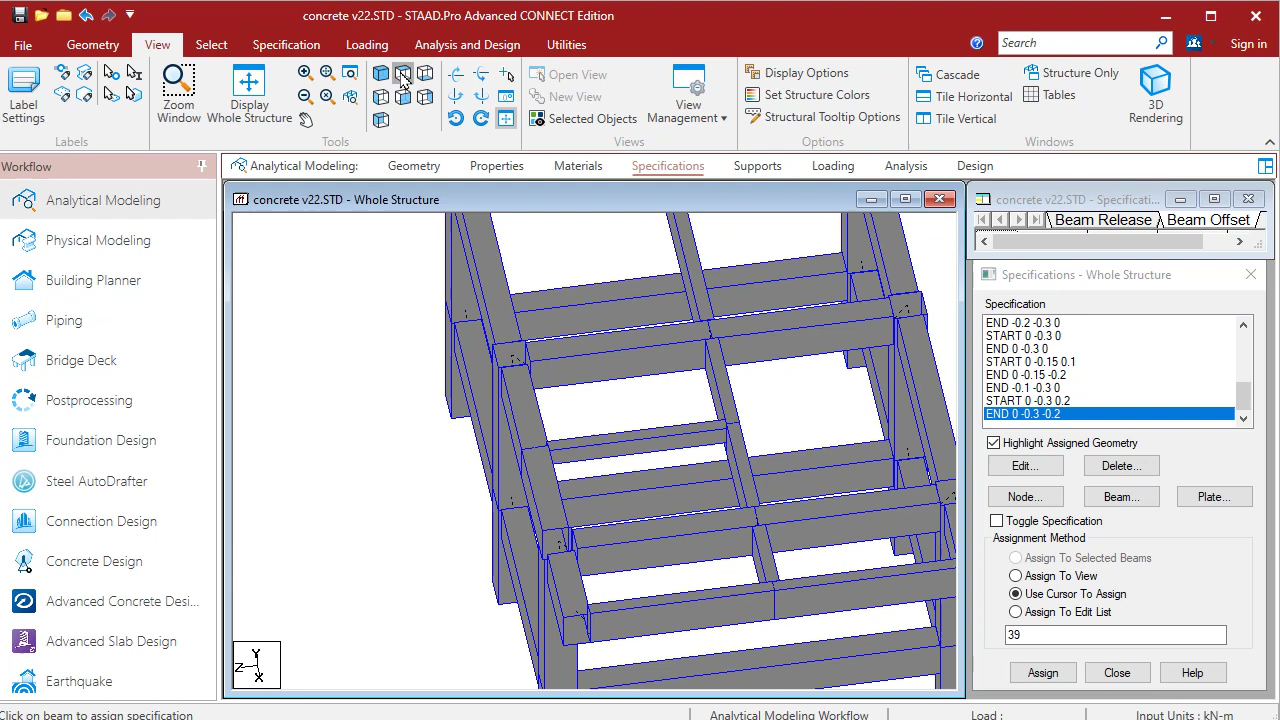 concrete v22.STD - STAAD.Pro Advanced CONNECT Edition
File
Geometry
View
Select
Specification
Loading
Analysis and Design
Utilities
Search
Sign in
Label
Settings
Labels
Zoom
Window
Display
Whole Structure
Tools
Open View
New View
Selected Objects
View
Management
Views
Display Options
Set Structure Colors
Structural Tooltip Options
Options
Cascade
Tile Horizontal
Tile Vertical
Structure Only
Tables
Windows
3D
Rendering
Workflow
Analytical Modeling:
Geometry
Properties
Materials
Specifications
Supports
Loading
Analysis
Design
Analytical Modeling
Physical Modeling
Building Planner
Piping
Bridge Deck
Postprocessing
Foundation Design
Steel AutoDrafter
Connection Design
Concrete Design
Advanced Concrete Desi...
Advanced Slab Design
Earthquake
concrete v22.STD - Whole Structure
Y
Z
X
concrete v22.STD - Specificati...
Beam Release
Beam Offset
Specifications - Whole Structure
Specification
END -0.2 -0.3 0
START 0 -0.3 0
END 0 -0.3 0
START 0 -0.15 0.1
END 0 -0.15 -0.2
END -0.1 -0.3 0
START 0 -0.3 0.2
END 0 -0.3 -0.2
Highlight Assigned Geometry
Edit...
Delete...
Node...
Beam...
Plate...
Toggle Specification
Assignment Method
Assign To Selected Beams
Assign To View
Use Cursor To Assign
Assign To Edit List
39
Assign
Close
Help
Click on beam to assign specification
Analytical Modeling Workflow
Load :
Input Units : kN-m